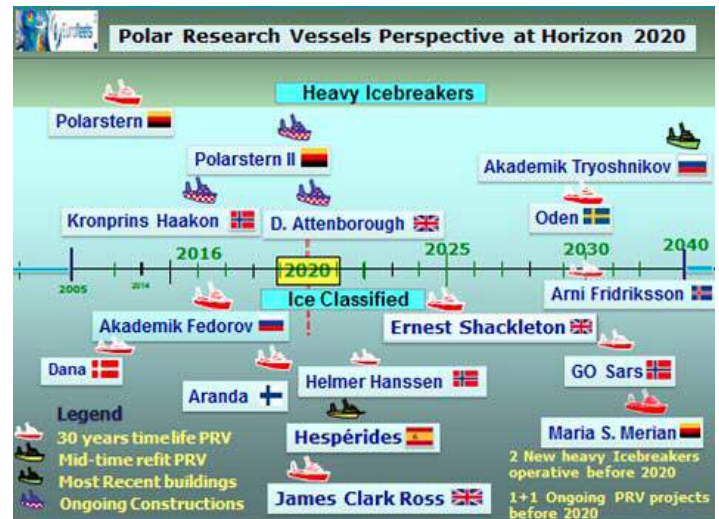 Eurofleets
Polar Research Vessels Perspective at Horizon 2020
Heavy Icebreakers
Polarstern
Polarstern II
Akademik Tryoshnikov
Kronprins Haakon
D. Attenborough
Oden
2016
2025
2030
2040
2020
2005
2014
Ice Classified
Arni Fridriksson
Akademik Fedorov
Ernest Shackleton
Dana
Aranda
Helmer Hanssen
GO Sars
Legend
30 years timelife PRV
Mid-time refit PRV
Most Recent buildings
Ongoing Constructions
Hespérides
James Clark Ross
Maria S. Merian
2 New heavy Icebreakers
operative before 2020
1+1 Ongoing PRV projects
before 2020